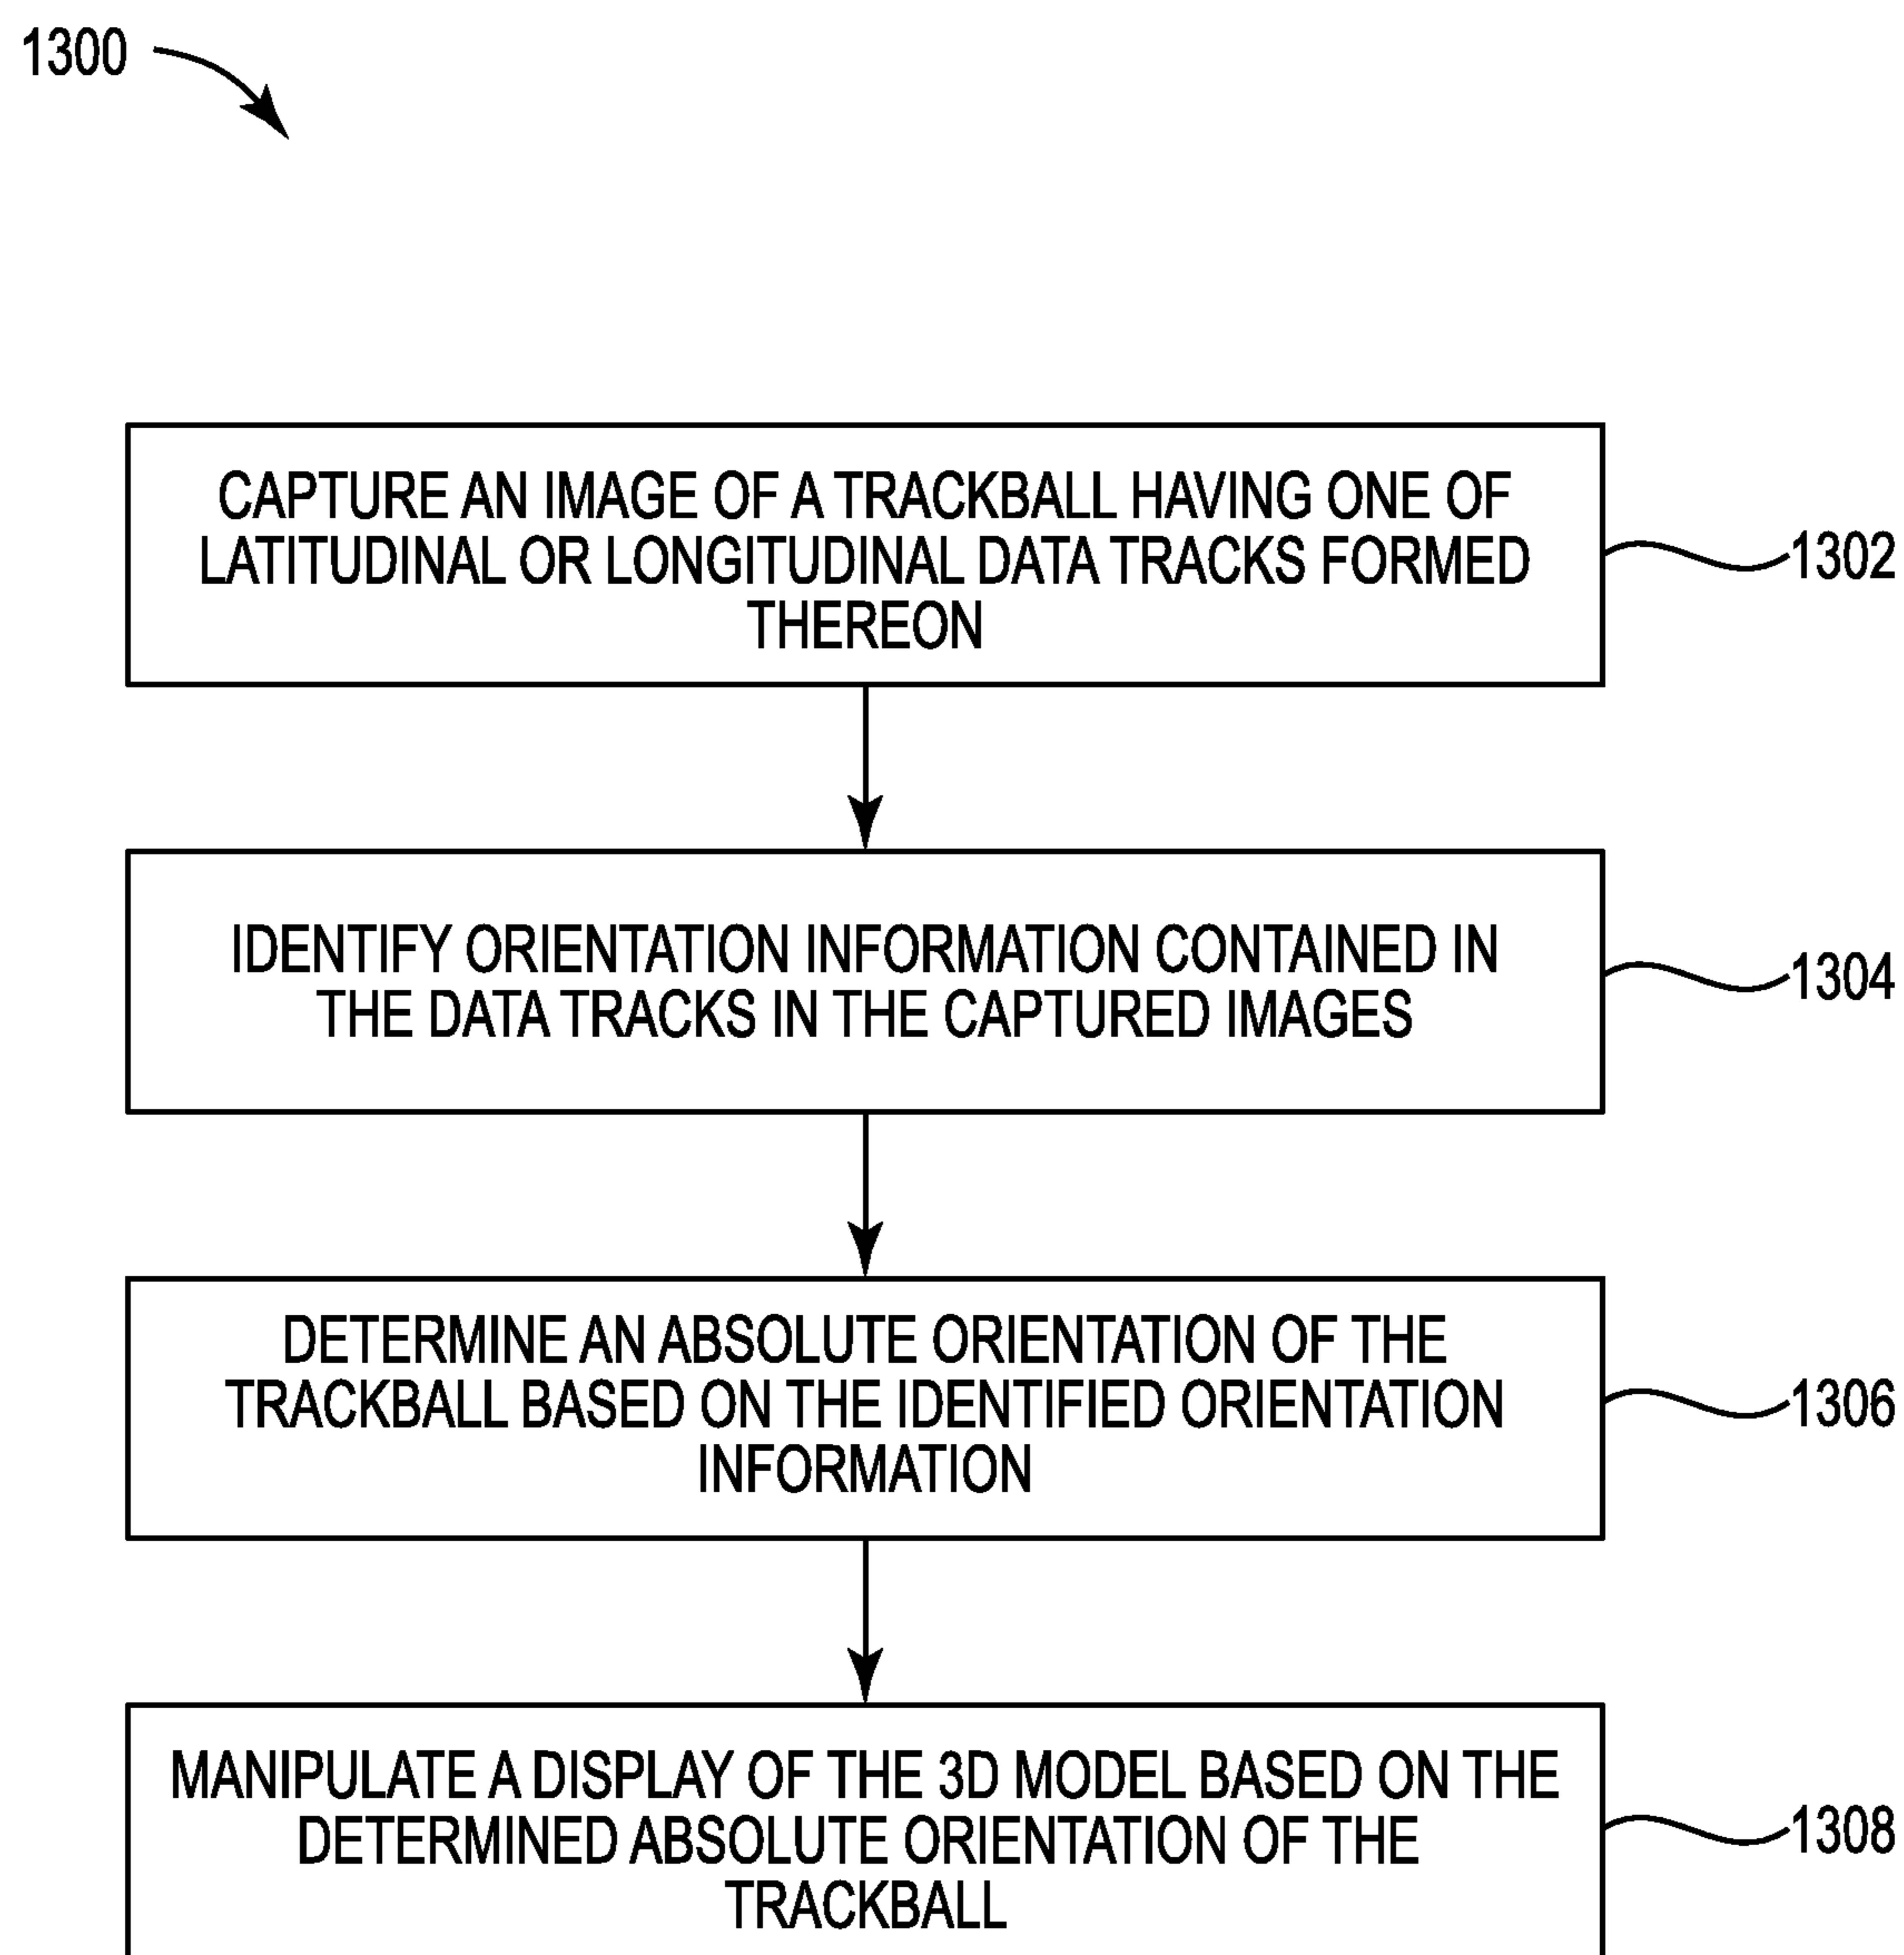 1300
CAPTURE AN IMAGE OF A TRACKBALL HAVING ONE OF
LATITUDINAL OR LONGITUDINAL DATA TRACKS FORMED
THEREON
1302
IDENTIFY ORIENTATION INFORMATION CONTAINED IN
THE DATA TRACKS IN THE CAPTURED IMAGES
1304
DETERMINE AN ABSOLUTE ORIENTATION OF THE
TRACKBALL BASED ON THE IDENTIFIED ORIENTATION
INFORMATION
1306
MANIPULATE A DISPLAY OF THE 3D MODEL BASED ON THE
DETERMINED ABSOLUTE ORIENTATION OF THE
TRACKBALL
1308